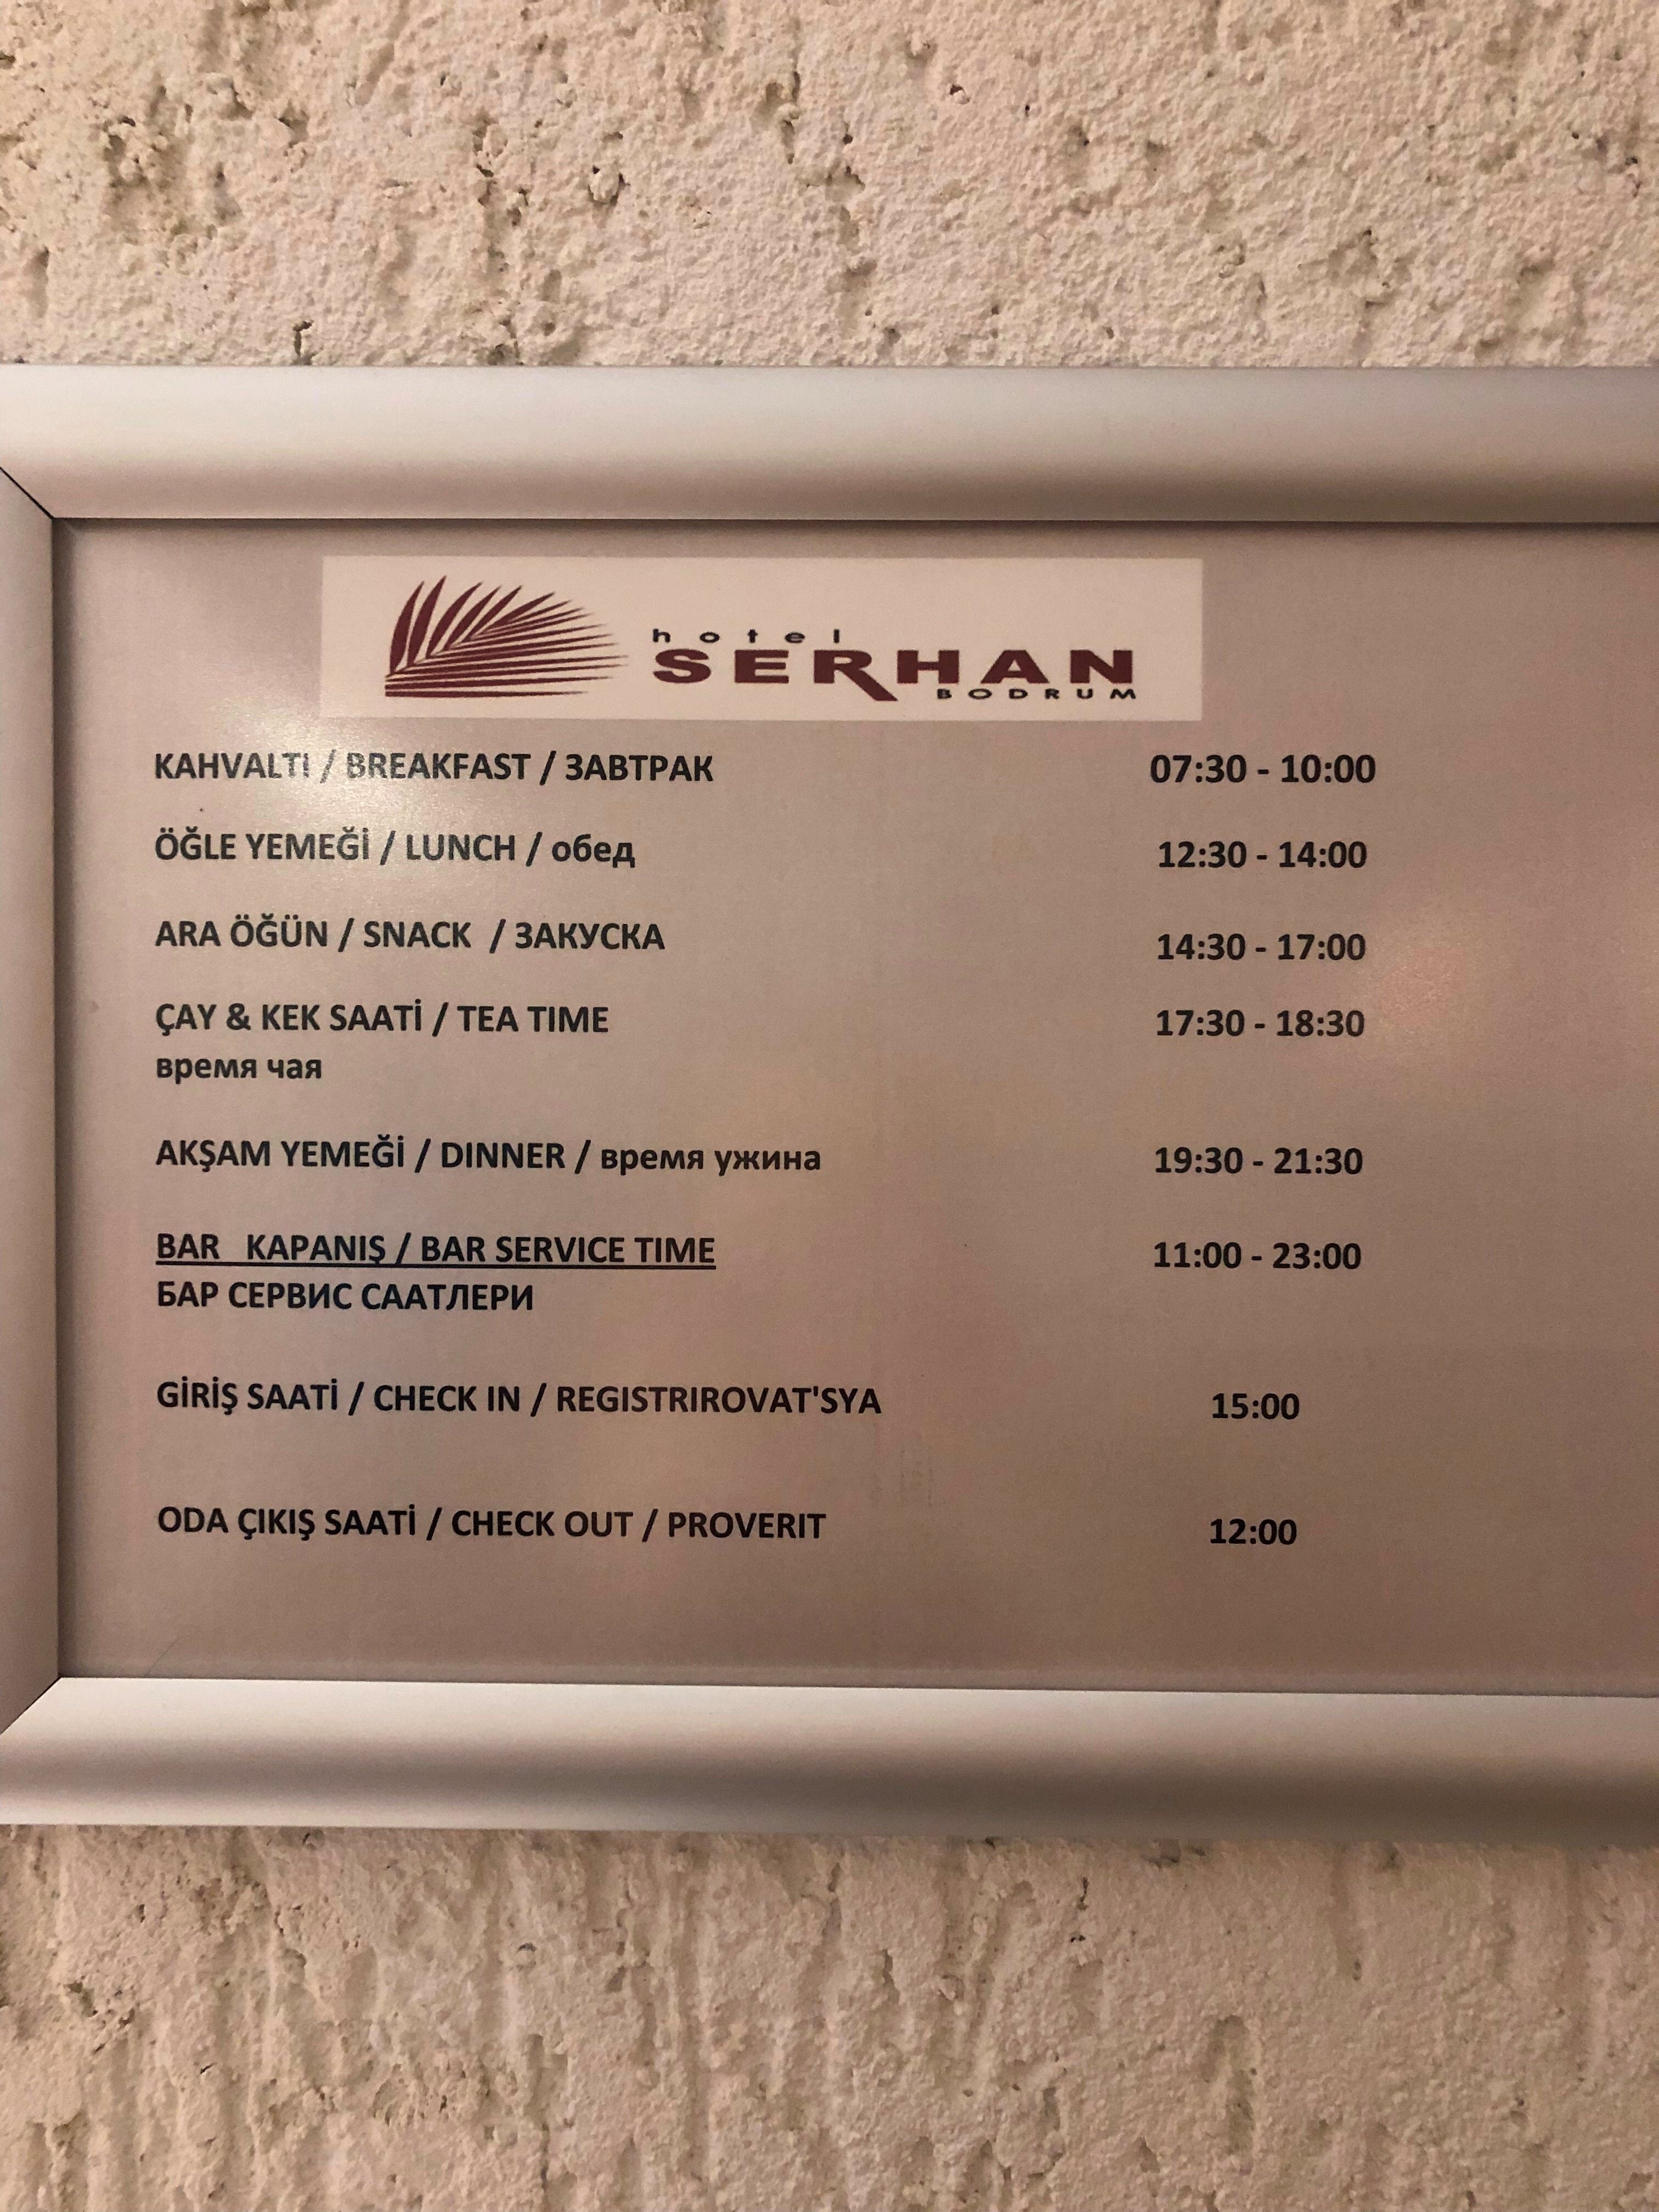 hotel
SERHAN
BODRUM
KAHVALTI / BREAKFAST / ЗАВТРАК 07:30 - 10:00
ÖĞLE YEMEĞİ / LUNCH / обед 12:30 - 14:00
ARA ÖĞÜN / SNACK / ЗАКУСКА 14:30 - 17:00
ÇAY & KEK SAATİ / TEA TIME 17:30 - 18:30
время чая
AKŞAM YEMEĞİ / DINNER / время ужина 19:30 - 21:30
BAR KAPANIŞ / BAR SERVICE TIME 11:00 - 23:00
БАР СЕРВИС СААТЛЕРИ
GİRİŞ SAATİ / CHECK IN / REGISTRIROVAT'SYA 15:00
ODA ÇIKIŞ SAATİ / CHECK OUT / PROVERIT 12:00